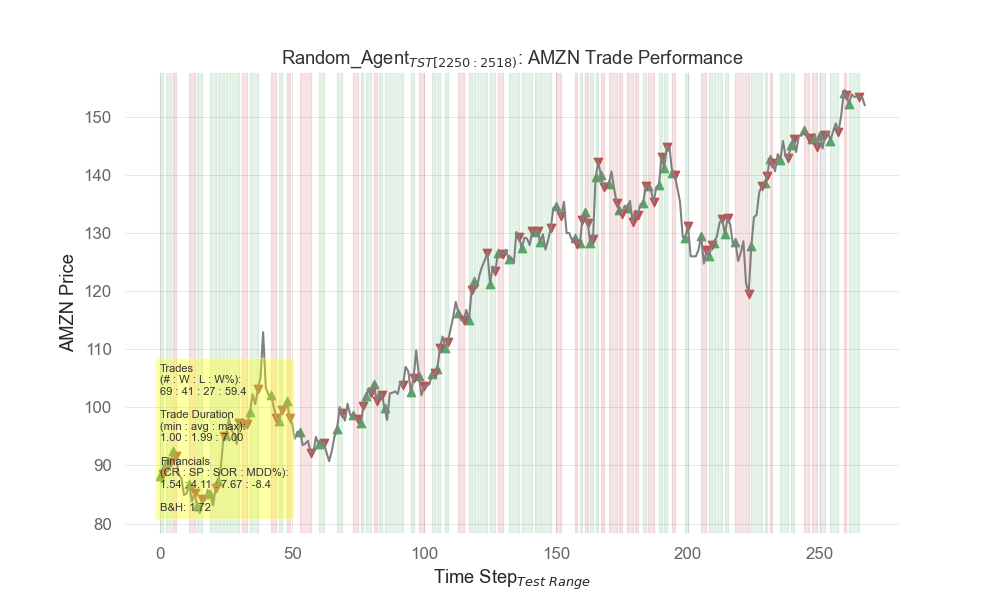 Random_Agent TST[2250 : 2518) : AMZN Trade Performance
150
140
130
120
110
100
90
80
AMZN Price
Trades
(# : W : L : W%):
69 : 41 : 27 : 59.4
Trade Duration
(min : avg : max):
1.00 : 1.99 : 7.00
Financials
(CR : SP : SOR : MDD%):
1.54 : 4.11 : 7.67 : -8.4
B&H: 1.72
0 50 100 150 200 250
Time Step Test Range